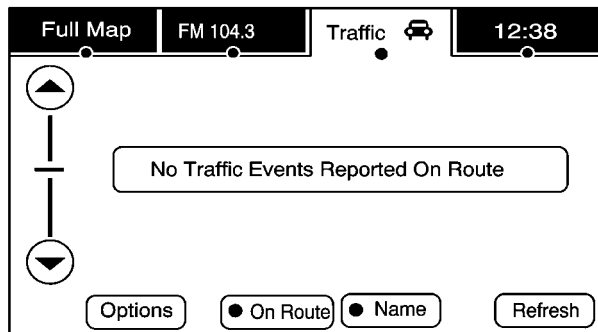 Full Map FM 104.3 Traffic 12:38
No Traffic Events Reported On Route
Options On Route Name Refresh